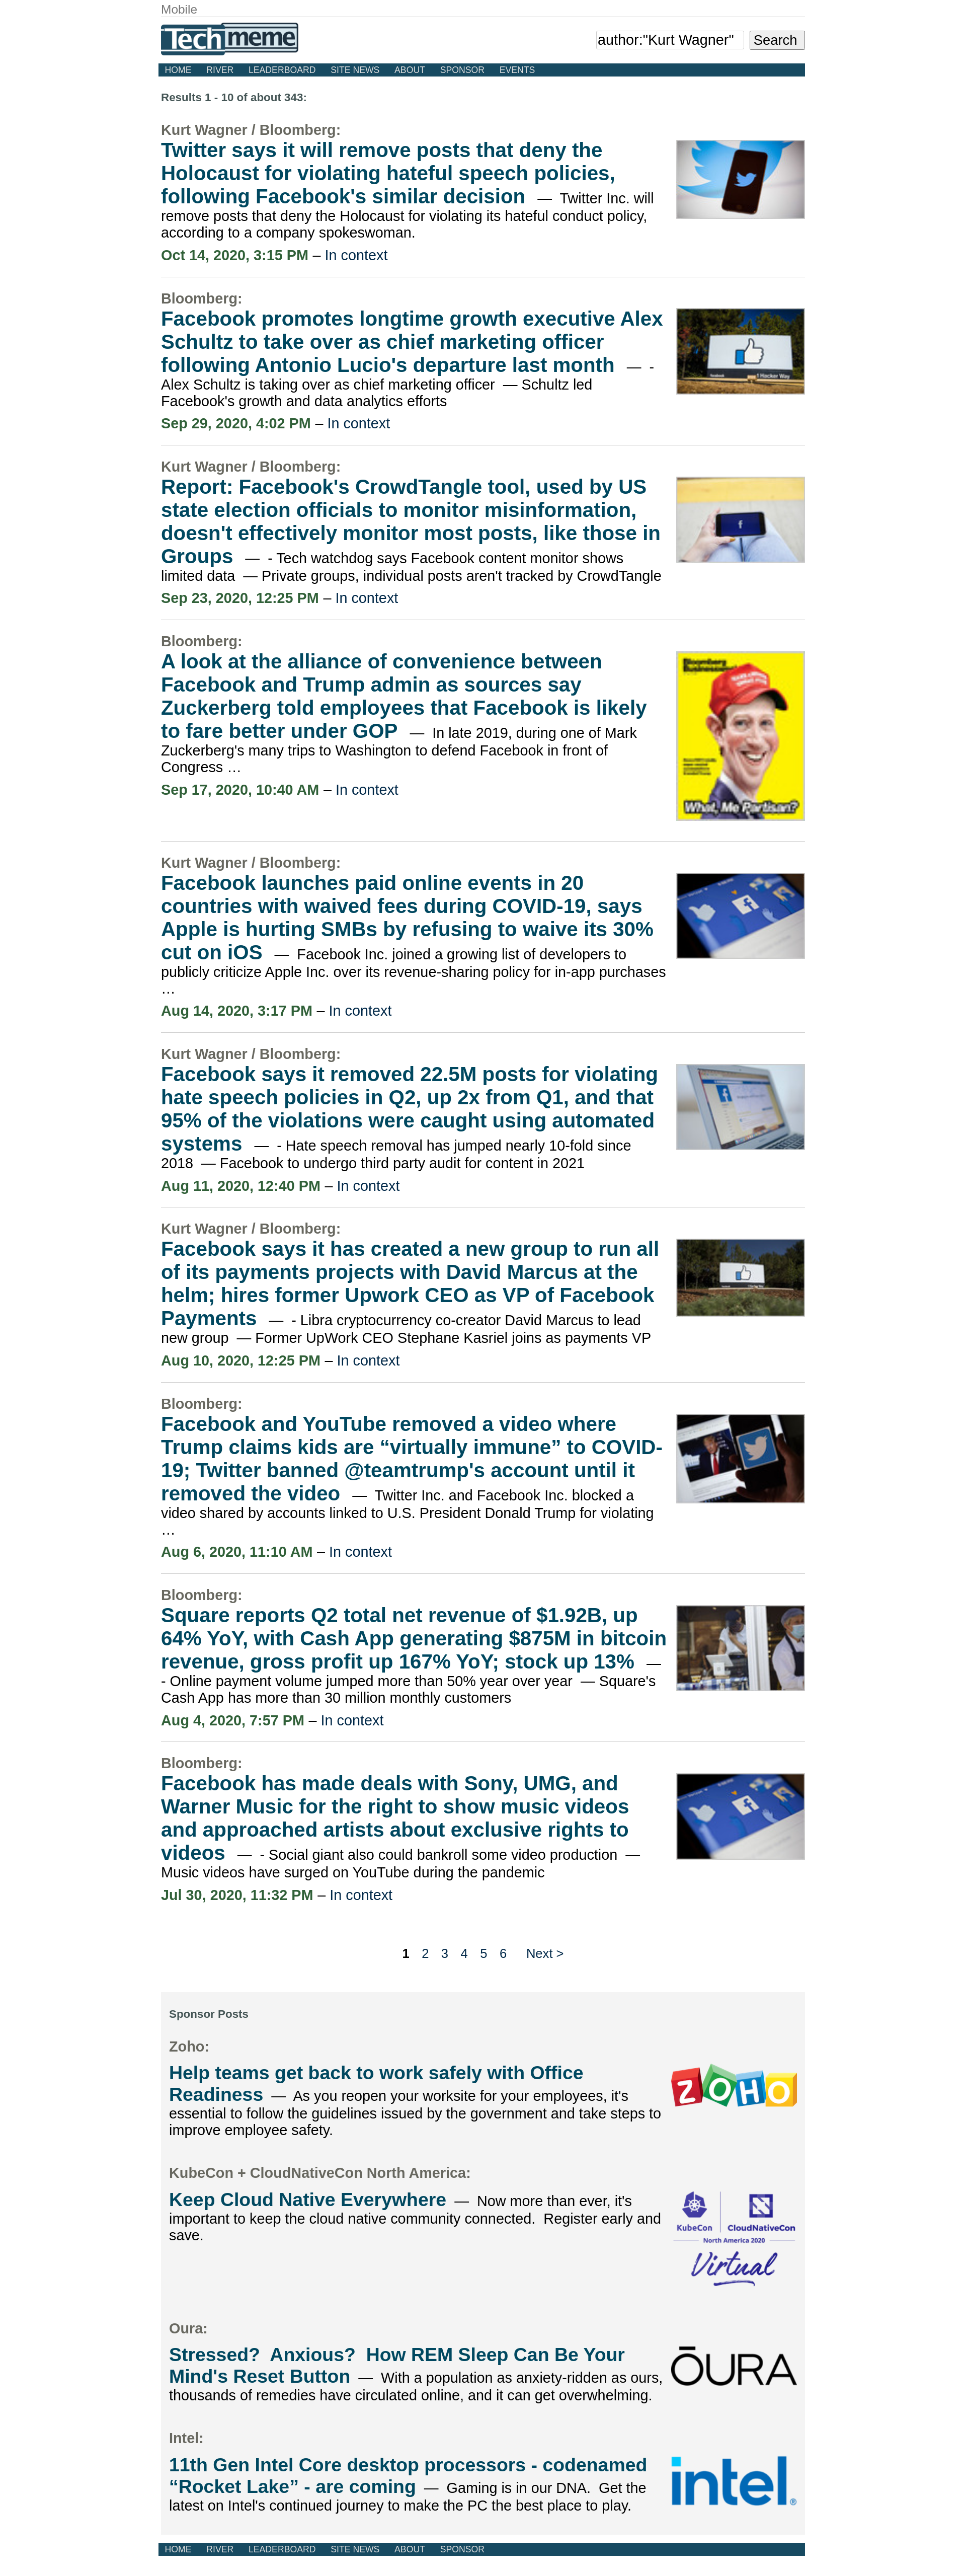 Mobile
Techmeme
author:"Kurt Wagner" Search
HOME RIVER LEADERBOARD SITE NEWS ABOUT SPONSOR EVENTS
Results 1 - 10 of about 343:
Kurt Wagner / Bloomberg:
Twitter says it will remove posts that deny the
Holocaust for violating hateful speech policies,
following Facebook's similar decision — Twitter Inc. will
remove posts that deny the Holocaust for violating its hateful conduct policy,
according to a company spokeswoman.
Oct 14, 2020, 3:15 PM – In context
Bloomberg:
Facebook promotes longtime growth executive Alex
Schultz to take over as chief marketing officer
following Antonio Lucio's departure last month — -
Alex Schultz is taking over as chief marketing officer — Schultz led
Facebook's growth and data analytics efforts
Sep 29, 2020, 4:02 PM – In context
Kurt Wagner / Bloomberg:
Report: Facebook's CrowdTangle tool, used by US
state election officials to monitor misinformation,
doesn't effectively monitor most posts, like those in
Groups — - Tech watchdog says Facebook content monitor shows
limited data — Private groups, individual posts aren't tracked by CrowdTangle
Sep 23, 2020, 12:25 PM – In context
Bloomberg:
A look at the alliance of convenience between
Facebook and Trump admin as sources say
Zuckerberg told employees that Facebook is likely
to fare better under GOP — In late 2019, during one of Mark
Zuckerberg's many trips to Washington to defend Facebook in front of
Congress …
Sep 17, 2020, 10:40 AM – In context
Bloomberg
Businessweek
What, Me Partisan?
Kurt Wagner / Bloomberg:
Facebook launches paid online events in 20
countries with waived fees during COVID-19, says
Apple is hurting SMBs by refusing to waive its 30%
cut on iOS — Facebook Inc. joined a growing list of developers to
publicly criticize Apple Inc. over its revenue-sharing policy for in-app purchases
…
Aug 14, 2020, 3:17 PM – In context
Kurt Wagner / Bloomberg:
Facebook says it removed 22.5M posts for violating
hate speech policies in Q2, up 2x from Q1, and that
95% of the violations were caught using automated
systems — - Hate speech removal has jumped nearly 10-fold since
2018 — Facebook to undergo third party audit for content in 2021
Aug 11, 2020, 12:40 PM – In context
Kurt Wagner / Bloomberg:
Facebook says it has created a new group to run all
of its payments projects with David Marcus at the
helm; hires former Upwork CEO as VP of Facebook
Payments — - Libra cryptocurrency co-creator David Marcus to lead
new group — Former UpWork CEO Stephane Kasriel joins as payments VP
Aug 10, 2020, 12:25 PM – In context
Bloomberg:
Facebook and YouTube removed a video where
Trump claims kids are “virtually immune” to COVID-
19; Twitter banned @teamtrump's account until it
removed the video — Twitter Inc. and Facebook Inc. blocked a
video shared by accounts linked to U.S. President Donald Trump for violating
…
Aug 6, 2020, 11:10 AM – In context
Bloomberg:
Square reports Q2 total net revenue of $1.92B, up
64% YoY, with Cash App generating $875M in bitcoin
revenue, gross profit up 167% YoY; stock up 13% —
- Online payment volume jumped more than 50% year over year — Square's
Cash App has more than 30 million monthly customers
Aug 4, 2020, 7:57 PM – In context
Bloomberg:
Facebook has made deals with Sony, UMG, and
Warner Music for the right to show music videos
and approached artists about exclusive rights to
videos — - Social giant also could bankroll some video production —
Music videos have surged on YouTube during the pandemic
Jul 30, 2020, 11:32 PM – In context
1 2 3 4 5 6 Next >
Sponsor Posts
Zoho:
Help teams get back to work safely with Office
Readiness — As you reopen your worksite for your employees, it's
essential to follow the guidelines issued by the government and take steps to
improve employee safety.
ZOHO
KubeCon + CloudNativeCon North America:
Keep Cloud Native Everywhere — Now more than ever, it's
important to keep the cloud native community connected. Register early and
save.
KubeCon CloudNativeCon
North America 2020
Virtual
Oura:
Stressed? Anxious? How REM Sleep Can Be Your
Mind's Reset Button — With a population as anxiety-ridden as ours,
thousands of remedies have circulated online, and it can get overwhelming.
ŌURA
Intel:
11th Gen Intel Core desktop processors - codenamed
“Rocket Lake” - are coming — Gaming is in our DNA. Get the
latest on Intel's continued journey to make the PC the best place to play.
intel®
HOME RIVER LEADERBOARD SITE NEWS ABOUT SPONSOR